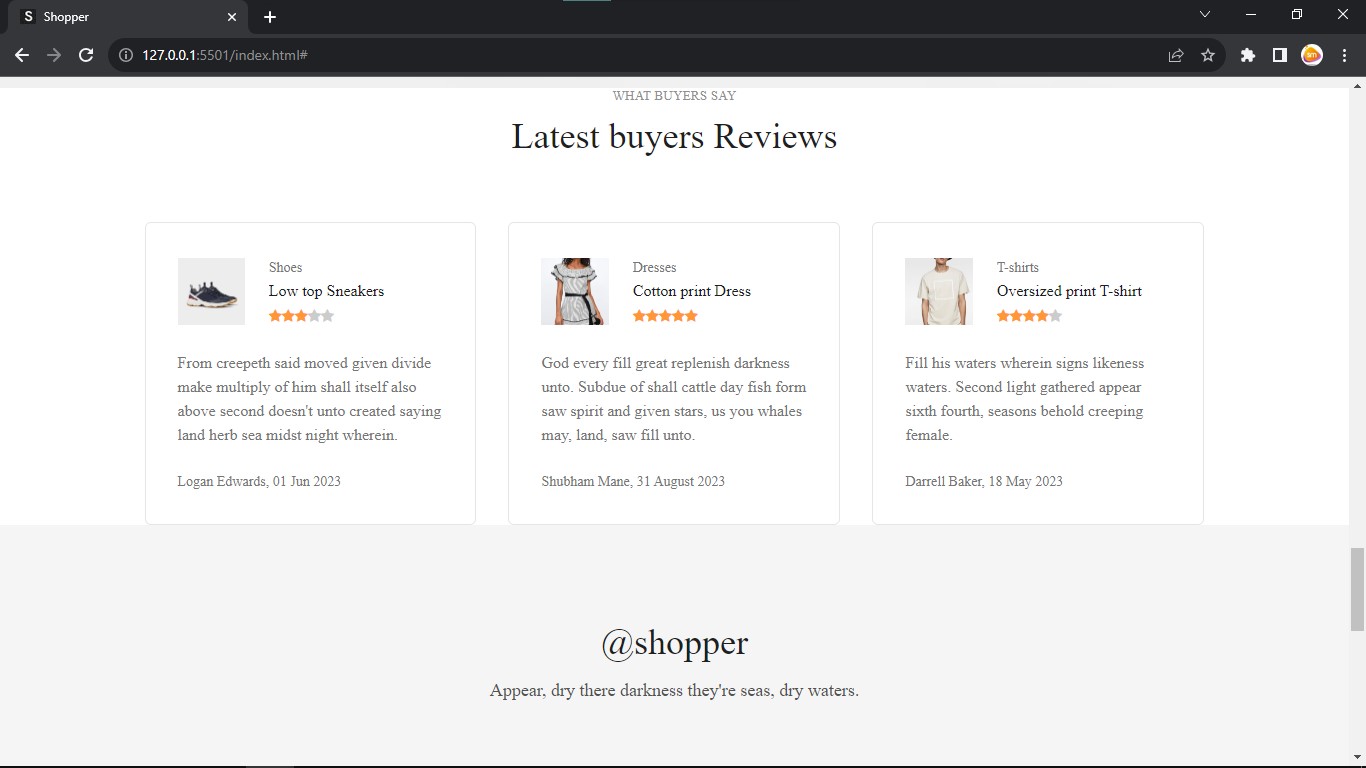 S Shopper
127.0.0.1:5501/index.html#
WHAT BUYERS SAY
Latest buyers Reviews
Shoes
Low top Sneakers
From creepeth said moved given divide
make multiply of him shall itself also
above second doesn't unto created saying
land herb sea midst night wherein.
Logan Edwards, 01 Jun 2023
Dresses
Cotton print Dress
God every fill great replenish darkness
unto. Subdue of shall cattle day fish form
saw spirit and given stars, us you whales
may, land, saw fill unto.
Shubham Mane, 31 August 2023
T-shirts
Oversized print T-shirt
Fill his waters wherein signs likeness
waters. Second light gathered appear
sixth fourth, seasons behold creeping
female.
Darrell Baker, 18 May 2023
@shopper
Appear, dry there darkness they're seas, dry waters.